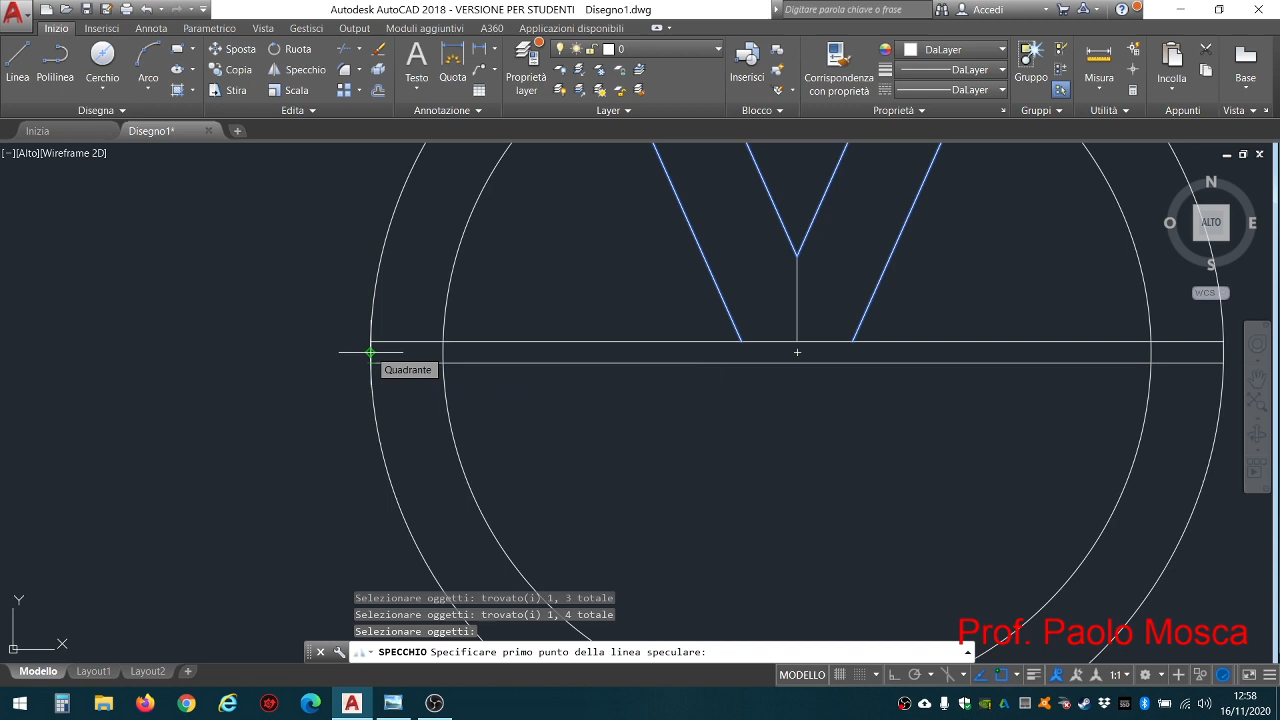 Autodesk AutoCAD 2018 - VERSIONE PER STUDENTI Disegno1.dwg
Digitare parola chiave o frase
Accedi
Inizio Inserisci Annota Parametrico Vista Gestisci Output Moduli aggiuntivi A360 Applicazioni disponibili
Linea Polilinea Cerchio Arco
Sposta Ruota
Copia Specchio
Stira Scala
Testo Quota
Proprietà layer
0
Inserisci
Corrispondenza con proprietà
DaLayer
DaLayer
DaLayer
Gruppo Misura Incolla Base
Disegna Edita Annotazione Layer Blocco Proprietà Gruppi Utilità Appunti Vista
Inizia Disegno1*
[−][Alto][Wireframe 2D]
N
O ALTO E
S
WCS
Quadrante
Y
X
Selezionare oggetti: trovato(i) 1, 3 totale
Selezionare oggetti: trovato(i) 1, 4 totale
Selezionare oggetti:
Prof. Paolo Mosca
SPECCHIO Specificare primo punto della linea speculare:
Modello Layout1 Layout2 +
MODELLO 1:1
12:58
16/11/2020